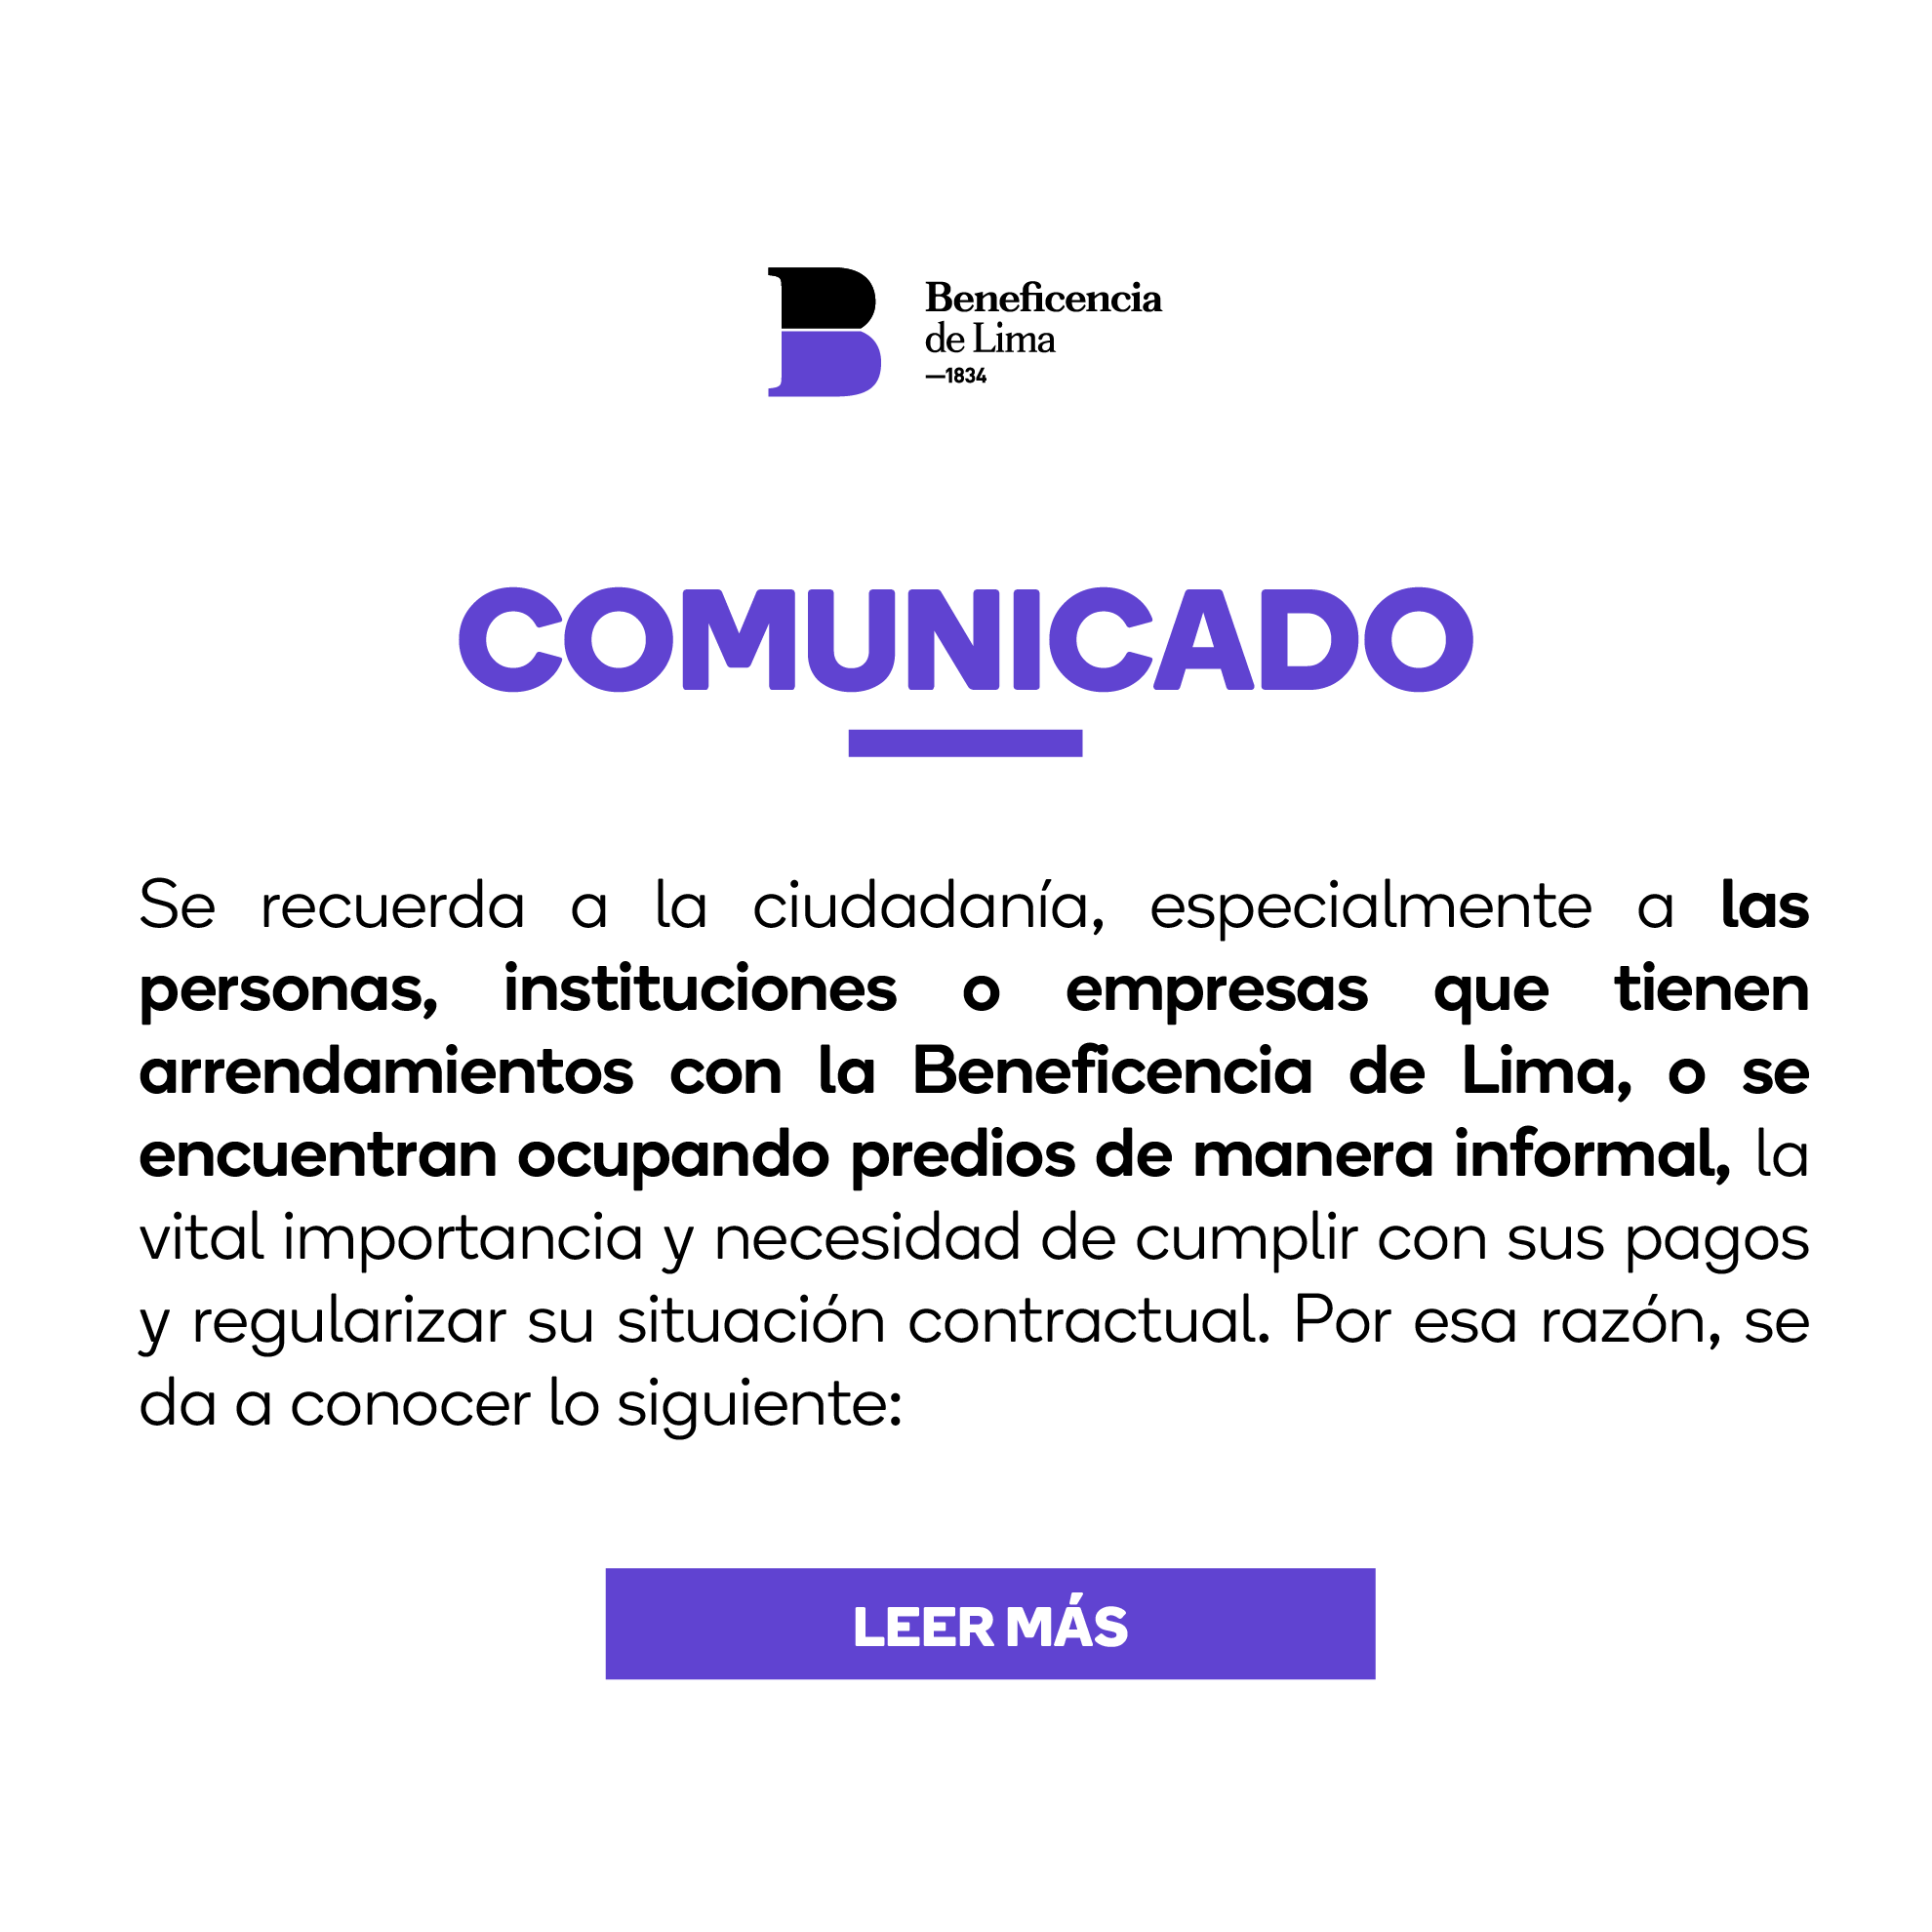 Beneficencia
de Lima
—1834
COMUNICADO
Se recuerda a la ciudadanía, especialmente a las
personas, instituciones o empresas que tienen
arrendamientos con la Beneficencia de Lima, o se
encuentran ocupando predios de manera informal, la
vital importancia y necesidad de cumplir con sus pagos
y regularizar su situación contractual. Por esa razón, se
da a conocer lo siguiente:
LEER MÁS